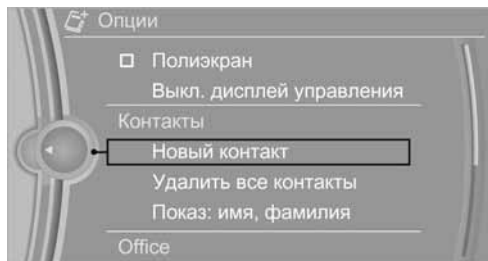 Опции
Полиэкран
Выкл. дисплей управления
Контакты
Новый контакт
Удалить все контакты
Показ: имя, фамилия
Office